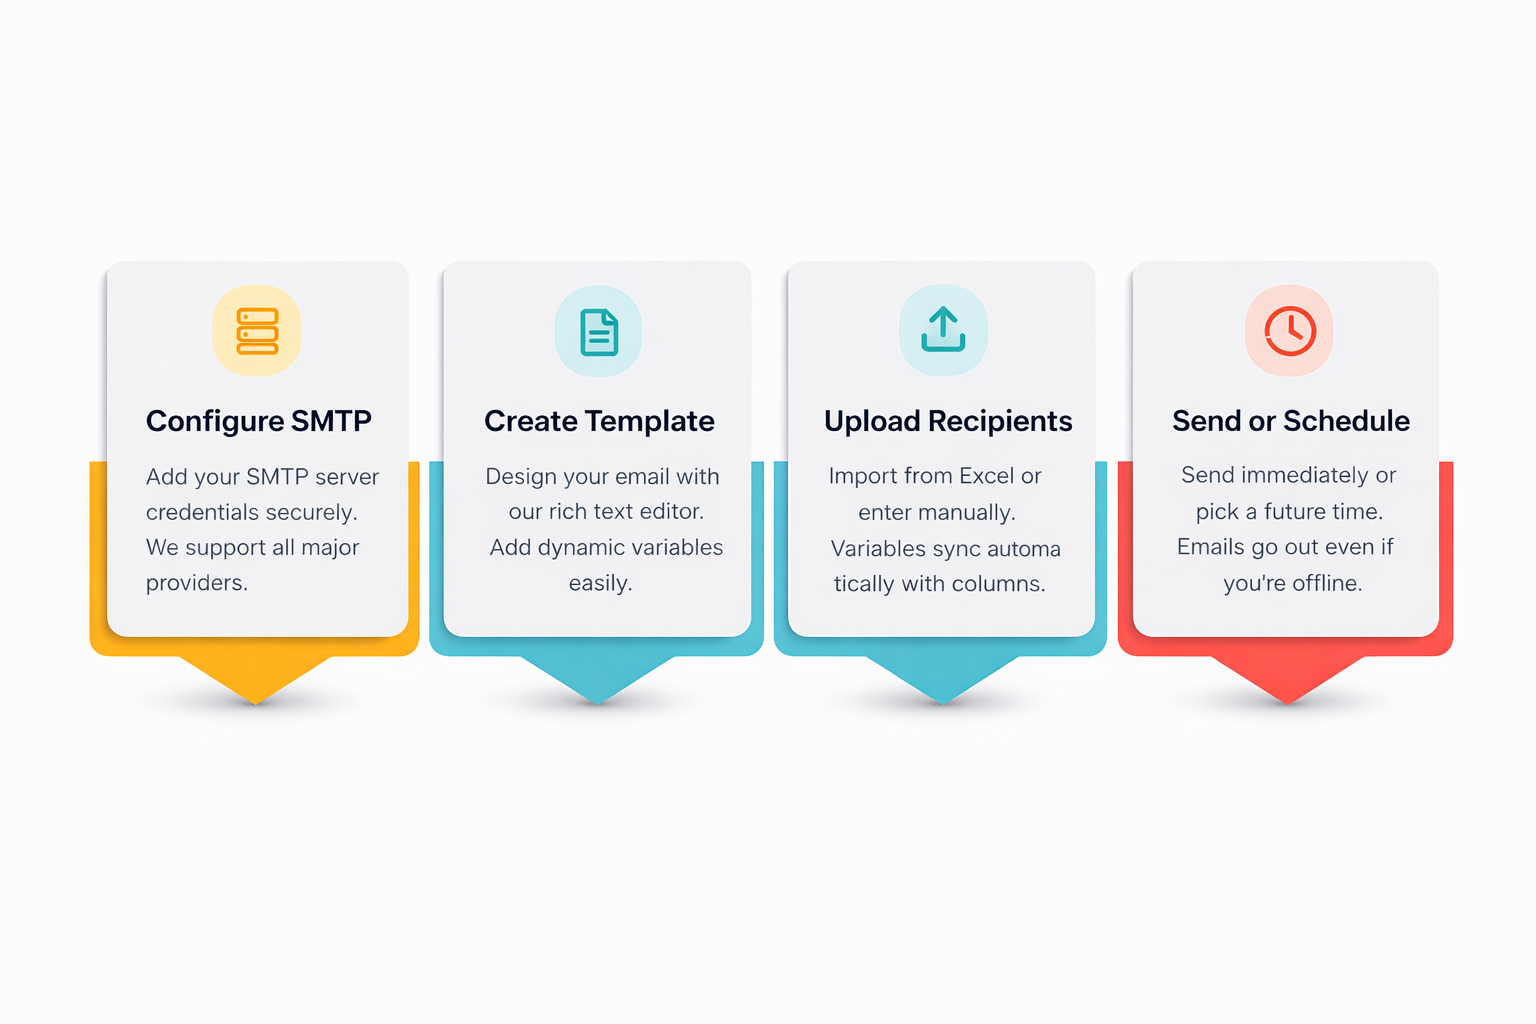 Configure SMTP
Add your SMTP server
credentials securely.
We support all major
providers.
Create Template
Design your email with
our rich text editor.
Add dynamic variables
easily.
Upload Recipients
Import from Excel or
enter manually.
Variables sync automa
tically with columns.
Send or Schedule
Send immediately or
pick a future time.
Emails go out even if
you're offline.